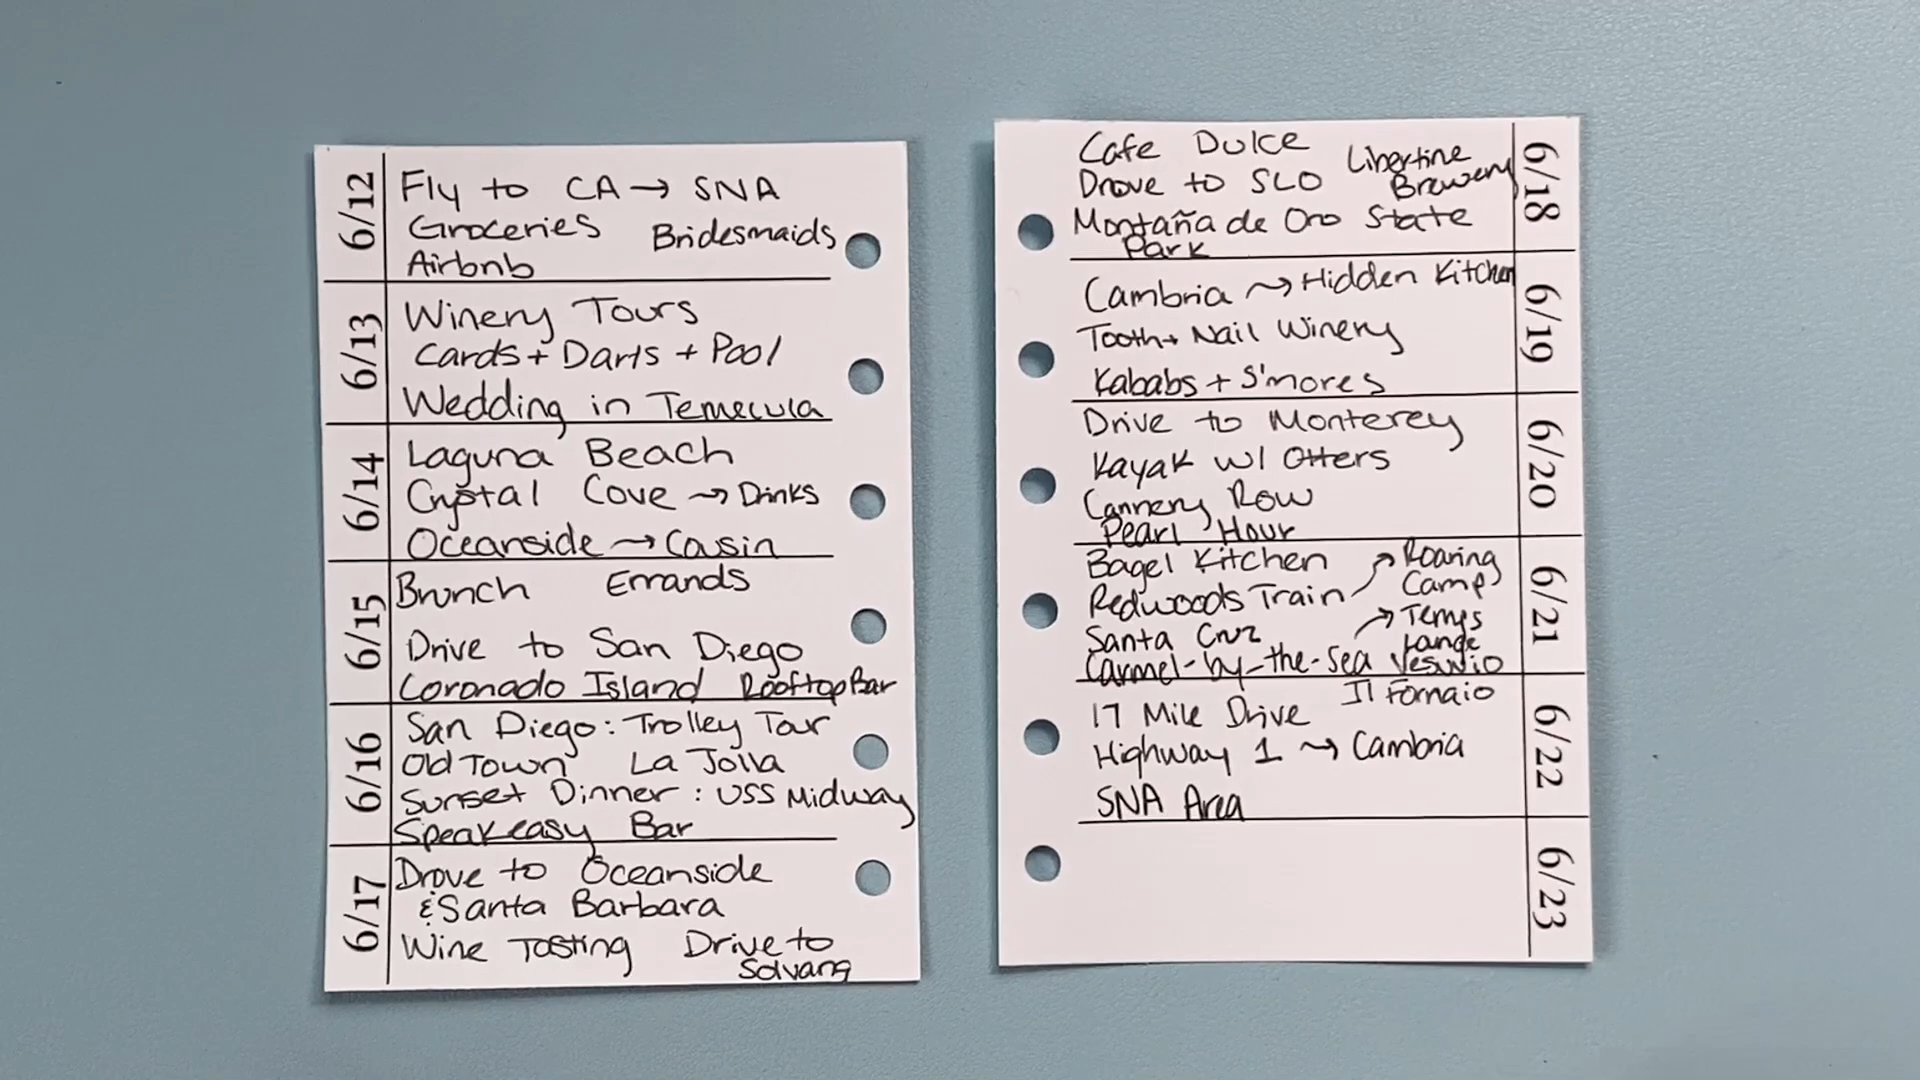 6/12
Fly to CA → SNA
Groceries Bridesmaids
Airbnb
6/13
Winery Tours
Cards + Darts + Pool
Wedding in Temecula
6/14
Laguna Beach
Crystal Cove → Drinks
Oceanside → Cousin
6/15
Brunch Errands
Drive to San Diego
Coronado Island Rooftop Bar
6/16
San Diego: Trolley Tour
Old Town La Jolla
Sunset Dinner: USS Midway
Speakeasy Bar
6/17
Drove to Oceanside
& Santa Barbara
Wine Tasting Drive to
Solvang
6/18
Cafe Dulce Libertine
Drove to SLO Brewery
Montaña de Oro State
Park
6/19
Cambria → Hidden Kitchen
Tooth + Nail Winery
Kababs + S'mores
6/20
Drive to Monterey
Kayak w/ Otters
Cannery Row
Pearl Hour
6/21
Bagel Kitchen → Roaring
Redwoods Train Camp
Santa Cruz → Temps
Carmel-by-the-Sea Vesuvio
6/22
Il Fornaio
17 Mile Drive
Highway 1 → Cambria
SNA Area
6/23